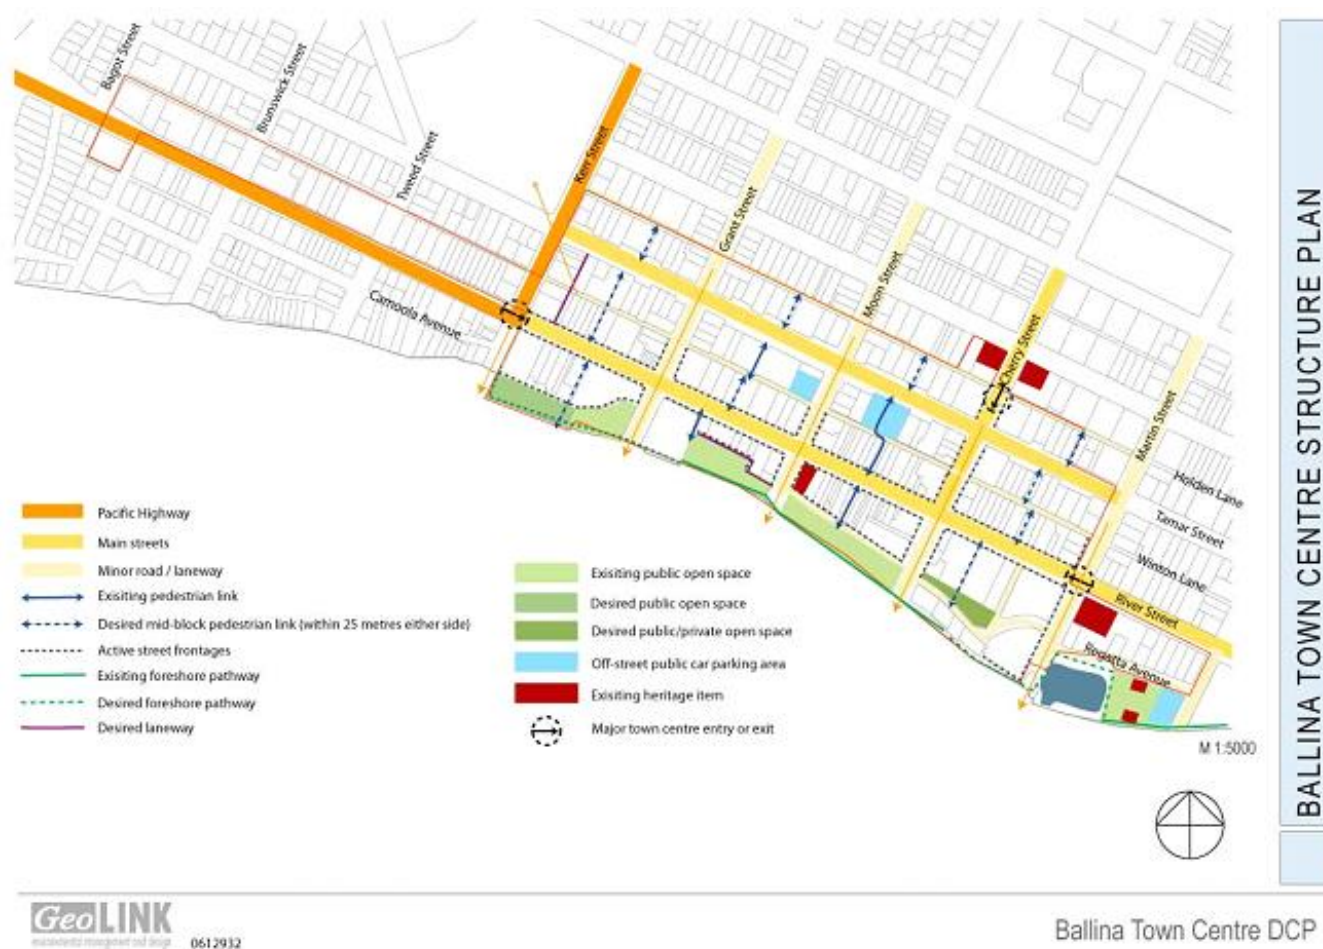 Bagot Street
Brunswick Street
Tweed Street
Kerr Street
Grant Street
Moon Street
Cherry Street
Martin Street
Camoola Avenue
Holden Lane
Tamar Street
Winton Lane
River Street
Regatta Avenue
Pacific Highway
Main streets
Minor road / laneway
Exisiting pedestrian link
Desired mid-block pedestrian link (within 25 metres either side)
Active street frontages
Exisiting foreshore pathway
Desired foreshore pathway
Desired laneway
Exisiting public open space
Desired public open space
Desired public/private open space
Off-street public car parking area
Exisiting heritage item
Major town centre entry or exit
M 1:5000
BALLINA TOWN CENTRE STRUCTURE PLAN
GeoLINK
environmental management and design
0612932
Ballina Town Centre DCP